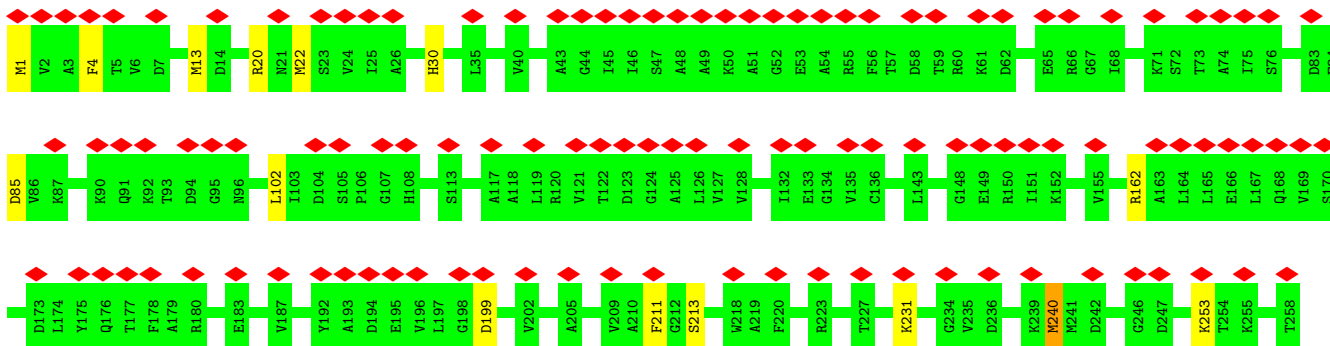 M1 V2 A3 F4 T5 V6 D7 M13 D14 R20 N21 M22 S23 V24 I25 A26 H30 L35 V40 A43 G44 I45 I46 S47 A48 A49 K50 A51 G52 E53 A54 R55 F56 T57 D58 T59 R60 K61 D62 E65 R66 G67 I68 K71 S72 T73 A74 I75 S76 D83
D85 V86 K87 K90 Q91 K92 T93 D94 G95 N96 L102 I103 D104 S105 P106 G107 H108 S113 A117 A118 L119 R120 V121 T122 D123 G124 A125 L126 V127 V128 I132 E133 G134 V135 C136 L143 G148 E149 R150 I151 K152 V155 R162 A163 L164 L165 E166 L167 Q168 V169 S170
D173 L174 Y175 Q176 T177 F178 A179 R180 E183 V187 Y192 A193 D194 E195 V196 L197 G198 D199 V202 A205 V209 A210 F211 G212 S213 W218 A219 F220 R223 T227 K231 G234 V235 D236 K239 M240 M241 D242 G246 D247 K253 T254 K255 T258